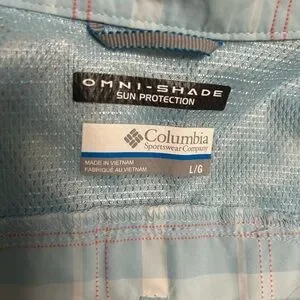 OMNI-SHADE
SUN PROTECTION
Columbia
Sportswear Company
MADE IN VIETNAM
FABRIQUÉ AU VIETNAM
L/G